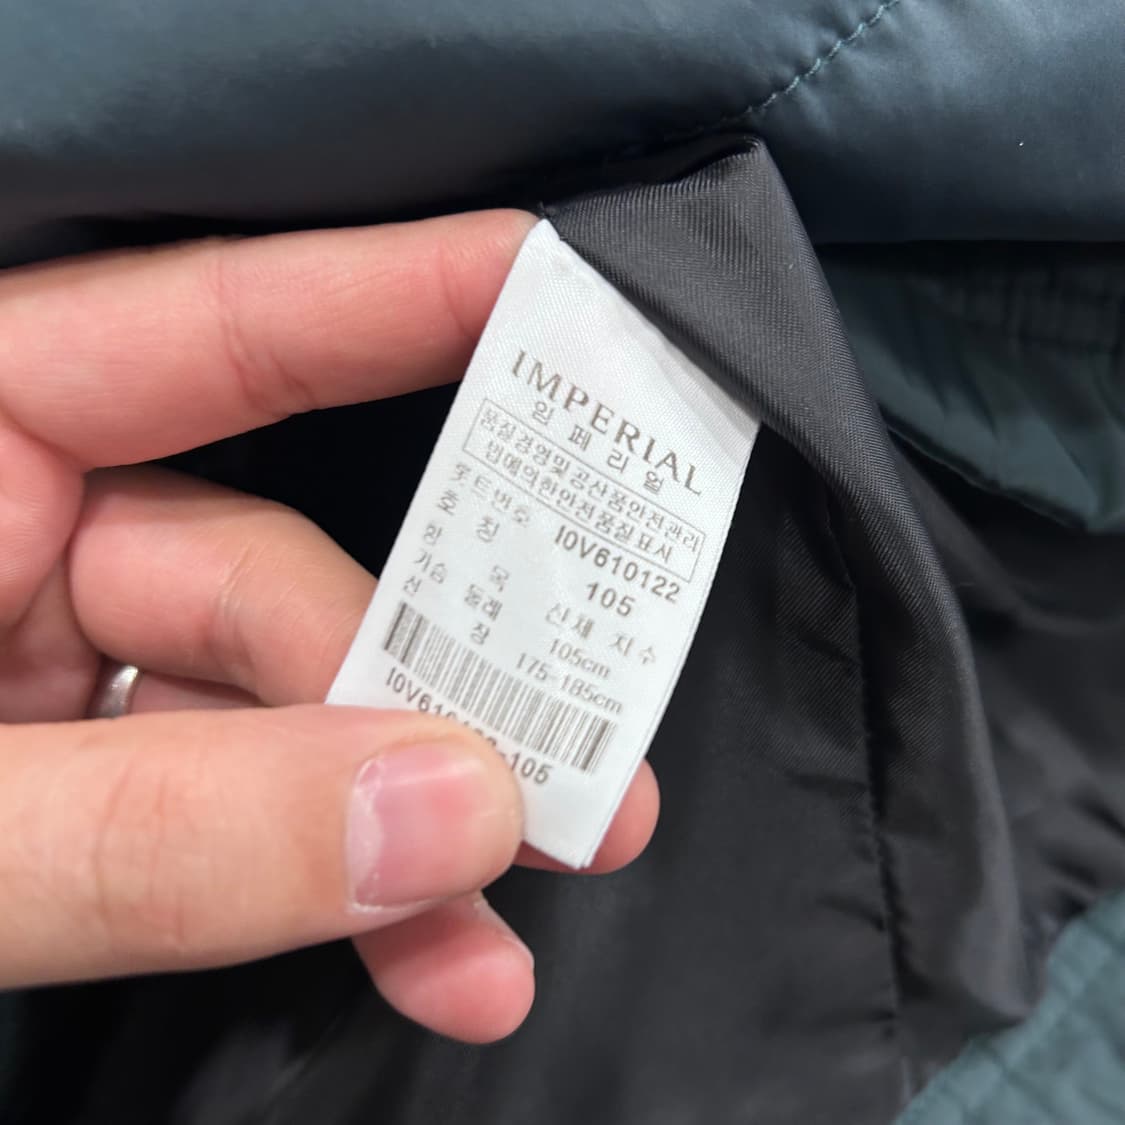 IMPERIAL
임페리얼
품질경영및 공산품안전관리
법에의한안전품질표시
로트번호 I0V610122
호 칭 105
항 목 신체 치수
가슴 둘레 105cm
신 장 175-185cm
-105